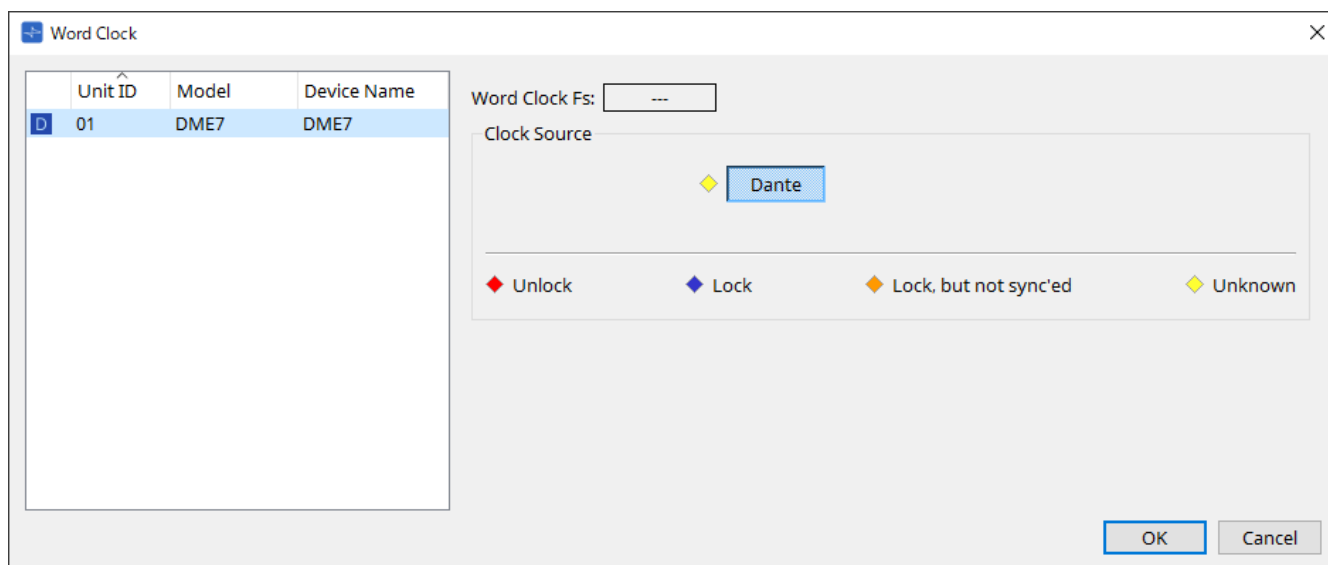 Word Clock
Unit ID Model Device Name
D 01 DME7 DME7
Word Clock Fs: ---
Clock Source
Dante
Unlock Lock Lock, but not sync'ed Unknown
OK Cancel